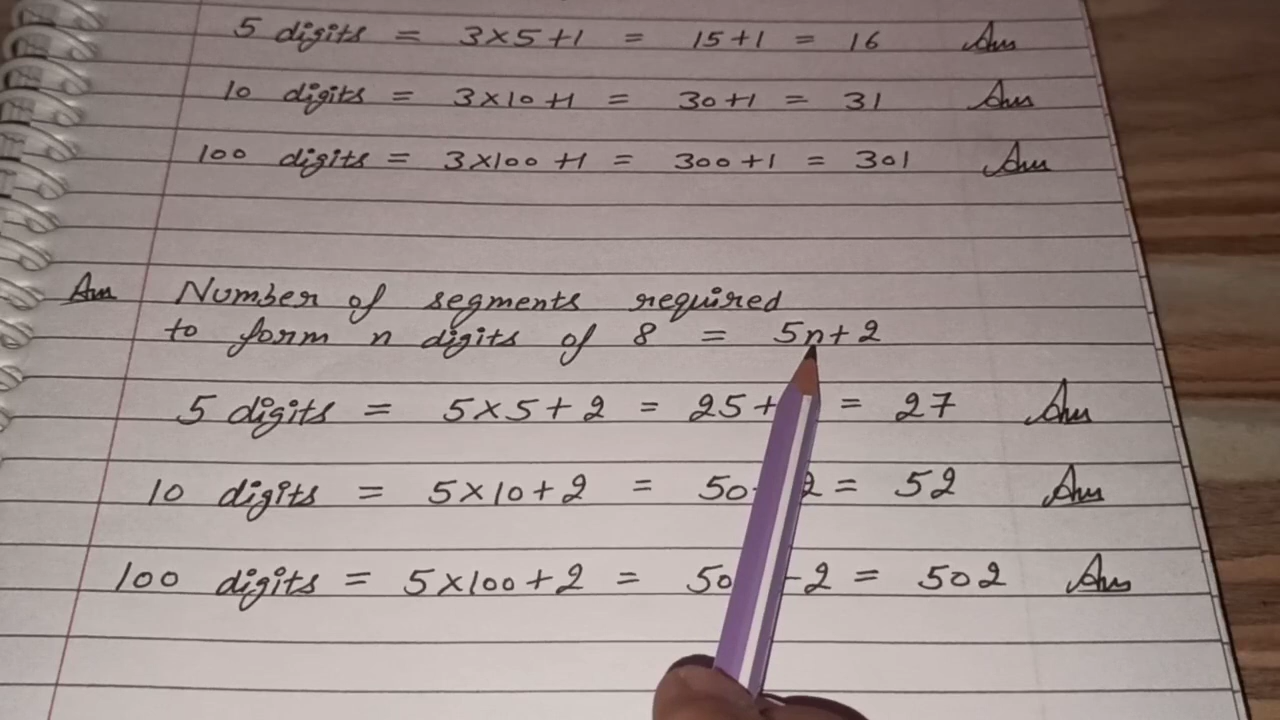 5 digits = 3×5+1 = 15+1 = 16 Ans
10 digits = 3×10+1 = 30+1 = 31 Ans
100 digits = 3×100+1 = 300+1 = 301 Ans
Ans Number of segments required
to form n digits of 8 = 5n+2
5 digits = 5×5+2 = 25+ = 27 Ans
10 digits = 5×10+2 = 50 2 = 52 Ans
100 digits = 5×100+2 = 50 -2 = 502 Ans